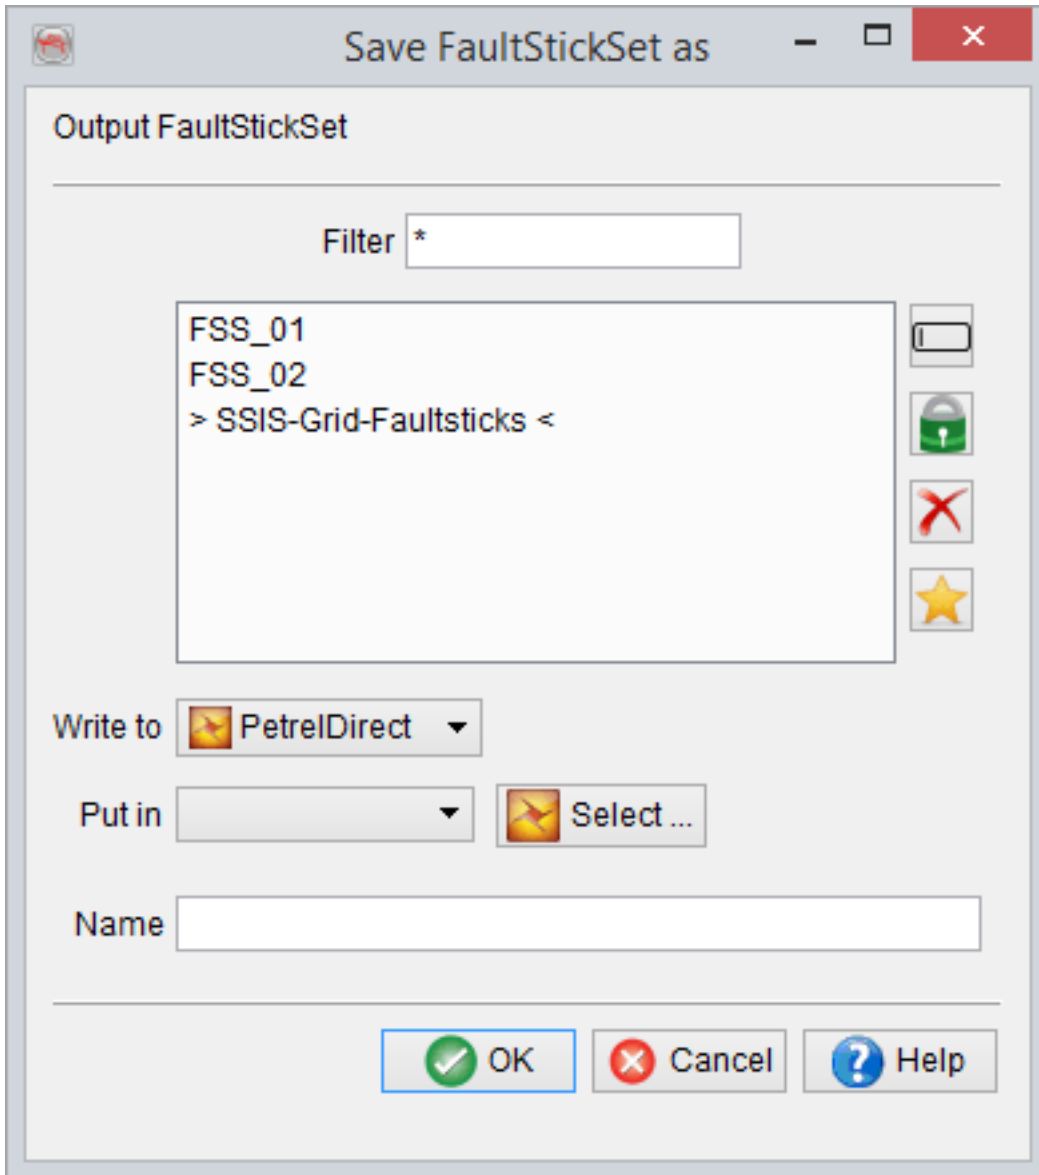 Save FaultStickSet as
Output FaultStickSet
Filter *
FSS_01
FSS_02
> SSIS-Grid-Faultsticks <
Write to PetrelDirect
Put in Select ...
Name
OK Cancel Help